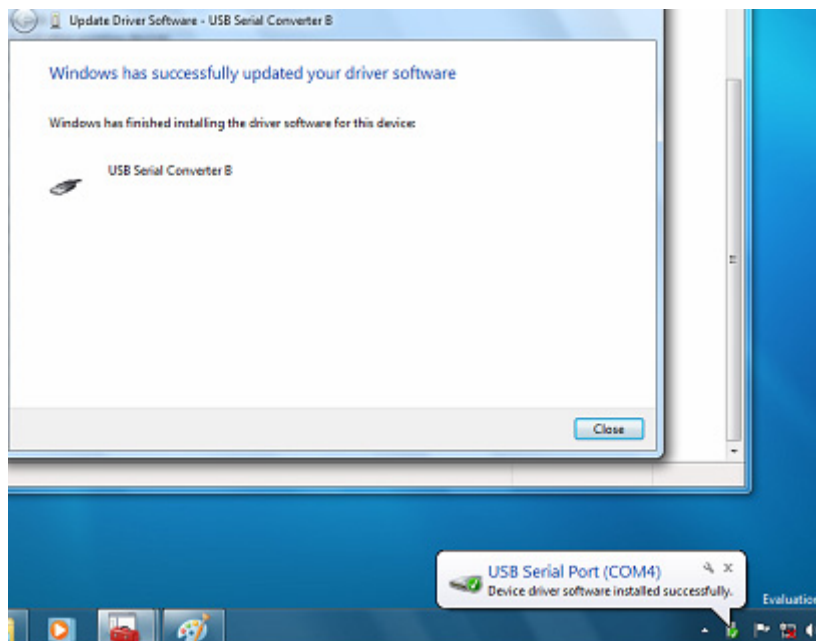 Update Driver Software - USB Serial Converter B
Windows has successfully updated your driver software
Windows has finished installing the driver software for this device:
USB Serial Converter B
Close
USB Serial Port (COM4)
Device driver software installed successfully.
Evaluation